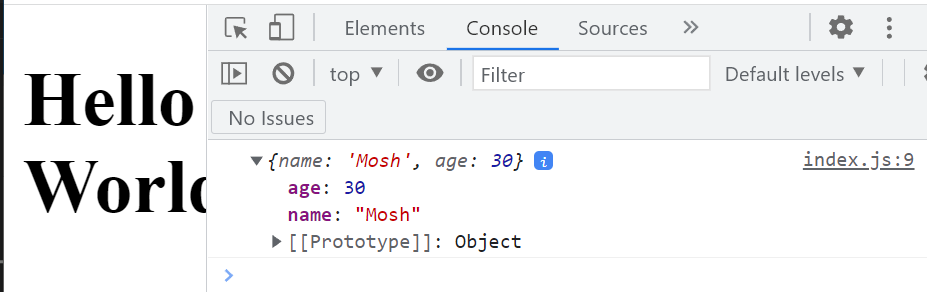 Hello
World
Elements Console Sources
top Filter Default levels
No Issues
{name: 'Mosh', age: 30} i index.js:9
age: 30
name: "Mosh"
[[Prototype]]: Object